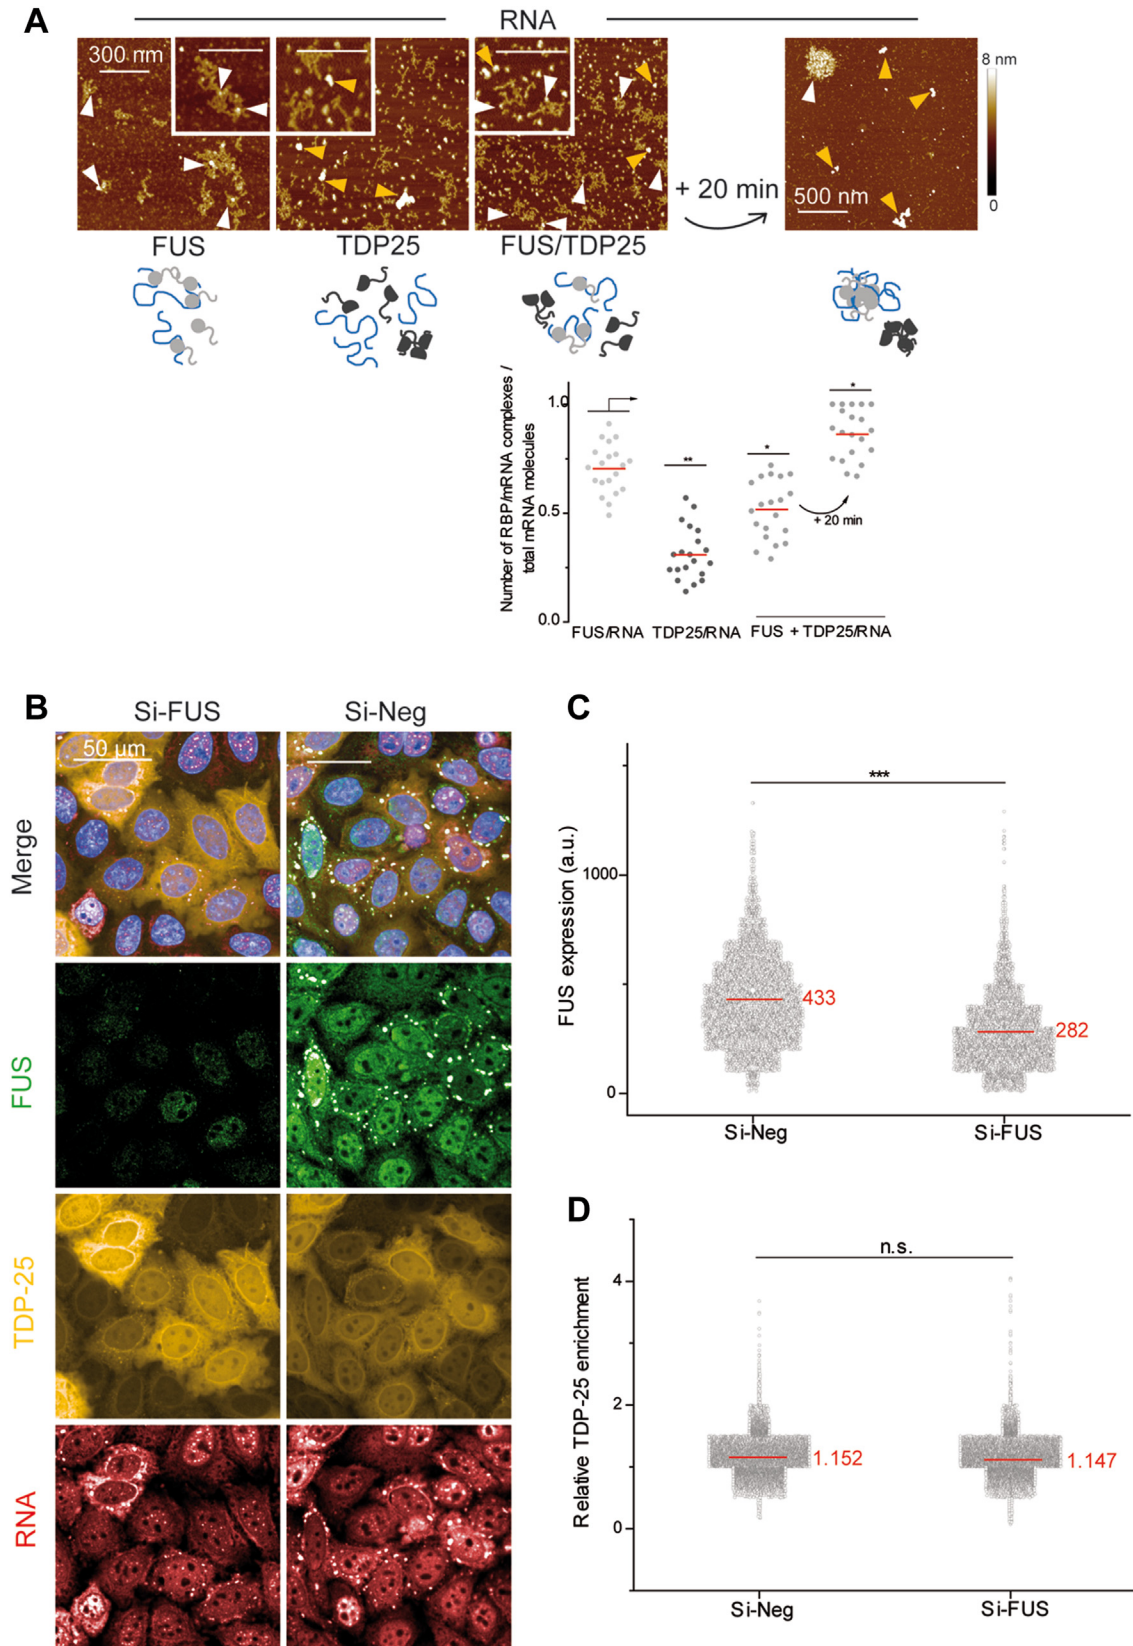 A
RNA
300 nm
8 nm
+ 20 min
500 nm
0
FUS
TDP25
FUS/TDP25
Number of RBP/mRNA complexes /
total mRNA molecules
1.0
0.5
0.0
**
*
*
+ 20 min
FUS/RNA
TDP25/RNA
FUS + TDP25/RNA
B
Si-FUS
Si-Neg
50 µm
Merge
FUS
TDP-25
RNA
C
FUS expression (a.u.)
1000
0
***
433
282
Si-Neg
Si-FUS
D
Relative TDP-25 enrichment
4
2
0
n.s.
1.152
1.147
Si-Neg
Si-FUS